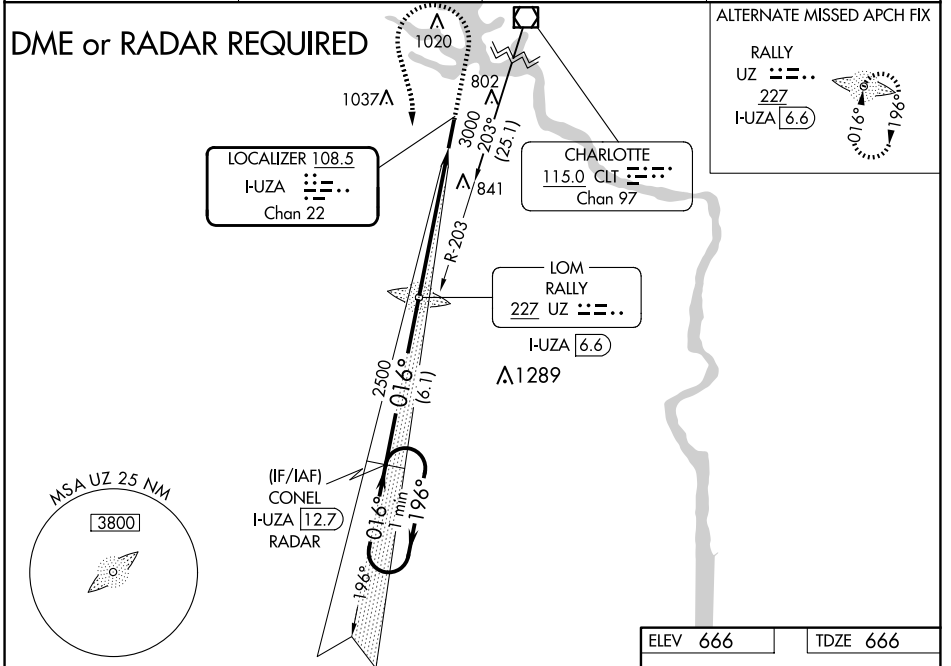 DME or RADAR REQUIRED
1020
1037
802
3000
203°
(25.1)
841
R-203
LOCALIZER 108.5
I-UZA
Chan 22
CHARLOTTE
115.0 CLT
Chan 97
ALTERNATE MISSED APCH FIX
RALLY
UZ
227
I-UZA 6.6
016°
196°
LOM
RALLY
227 UZ
I-UZA 6.6
1289
2500
016°
(6.1)
(IF/IAF)
CONEL
I-UZA 12.7
RADAR
016°
1 min
196°
196°
MSA UZ 25 NM
3800
ELEV 666
TDZE 666